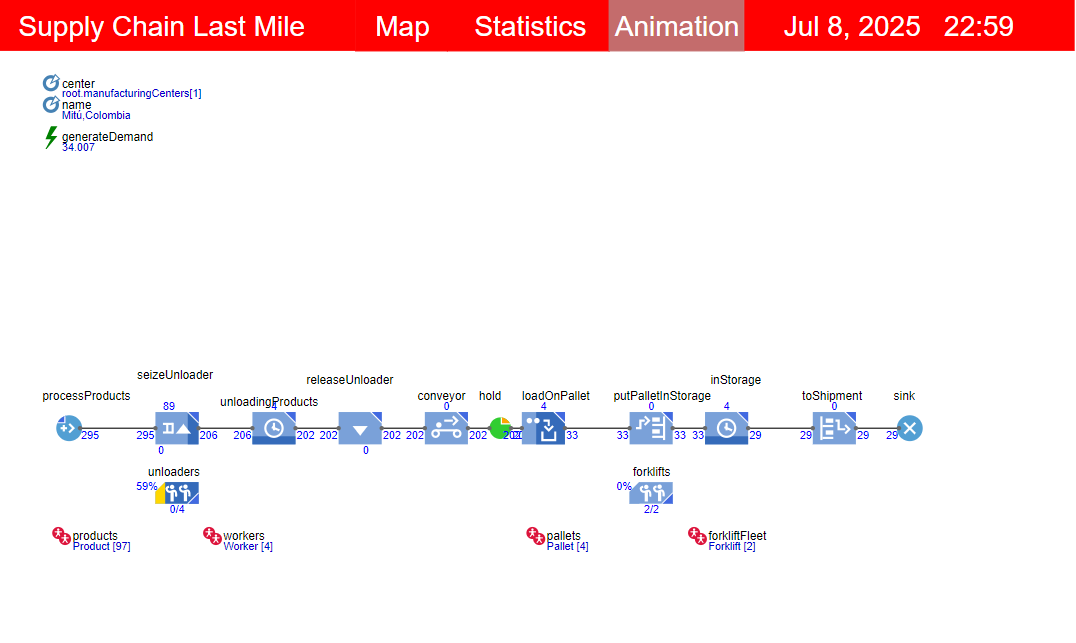 Supply Chain Last Mile Map Statistics Animation Jul 8, 2025 22:59
center
root.manufacturingCenters[1]
name
Mitú,Colombia
generateDemand
34.007
processProducts
seizeUnloader
unloadingProducts
releaseUnloader
conveyor
hold
loadOnPallet
putPalletInStorage
inStorage
toShipment
sink
89 4 0 4 0 4 0
295 295 206 206 202 202 202 202 202 33 33 33 33 29 29 29 29
0 0
unloaders
59%
0/4
forklifts
0%
2/2
products
Product [97]
workers
Worker [4]
pallets
Pallet [4]
forkliftFleet
Forklift [2]